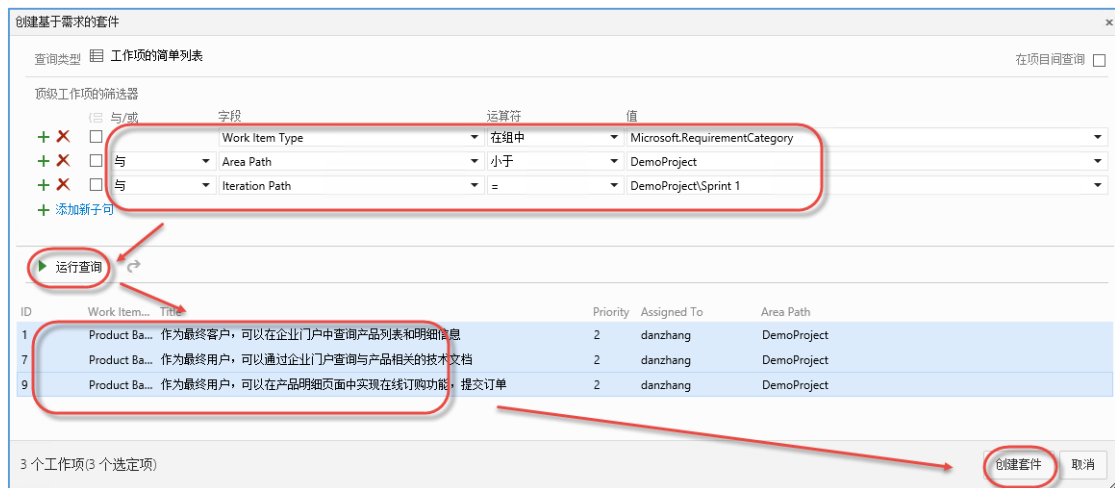 创建基于需求的套件
查询类型 工作项的简单列表 在项目间查询
顶级工作项的筛选器
与/或 字段 运算符 值
Work Item Type 在组中 Microsoft.RequirementCategory
与 Area Path 小于 DemoProject
与 Iteration Path = DemoProject\Sprint 1
添加新子句
运行查询
ID Work Item... Title Priority Assigned To Area Path
1 Product Ba... 作为最终客户，可以在企业门户中查询产品列表和明细信息 2 danzhang DemoProject
7 Product Ba... 作为最终用户，可以通过企业门户查询与产品相关的技术文档 2 danzhang DemoProject
9 Product Ba... 作为最终用户，可以在产品明细页面中实现在线订购功能，提交订单 2 danzhang DemoProject
3 个工作项(3 个选定项) 创建套件 取消